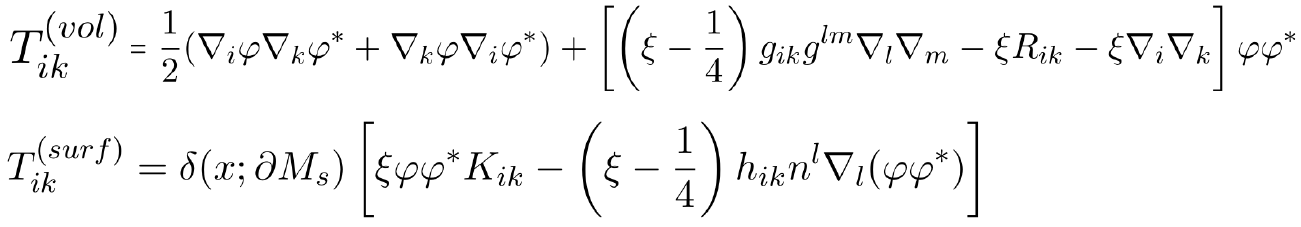 T_{ik}^{(vol)} = \frac{1}{2}(\nabla_i\varphi\nabla_k\varphi^* + \nabla_k\varphi\nabla_i\varphi^*) + \left[\left(\xi - \frac{1}{4}\right) g_{ik}g^{lm}\nabla_l\nabla_m - \xi R_{ik} - \xi\nabla_i\nabla_k\right]\varphi\varphi^*
T_{ik}^{(surf)} = \delta(x;\partial M_s)\left[\xi\varphi\varphi^*K_{ik} - \left(\xi - \frac{1}{4}\right)h_{ik}n^l\nabla_l(\varphi\varphi^*)\right]